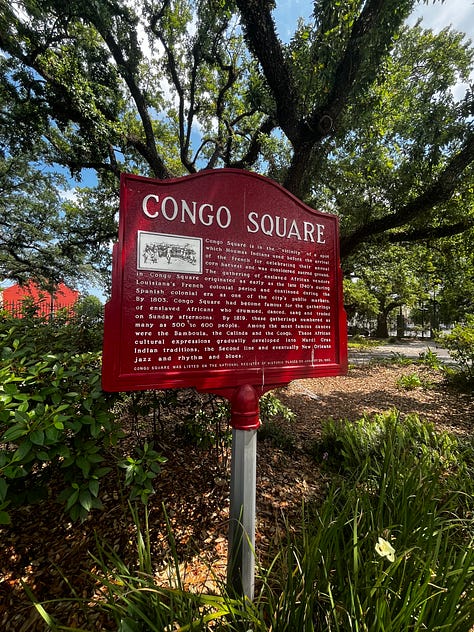 CONGO SQUARE
Congo Square is in the "vicinity" of a spot
which Houmas Indians used before the arrival
of the French for celebrating their annual
corn harvest and was considered sacred ground.
The gathering of enslaved African vendors
in Congo Square originated as early as the late 1740's during
Louisiana's French colonial period and continued during the
Spanish colonial era as one of the city's public markets.
By 1803, Congo Square had become famous for the gatherings
of enslaved Africans who drummed, danced, sang and traded
on Sunday afternoons. By 1819, these gatherings numbered as
many as 500 to 600 people. Among the most famous dances
were the Bamboula, the Calinda and the Congo. These African
cultural expressions gradually developed into Mardi Gras
Indian traditions, the Second line and eventually New Orleans
jazz and rhythm and blues.
CONGO SQUARE WAS LISTED ON THE NATIONAL REGISTER OF HISTORIC PLACES ON JANUARY 28, 1993.